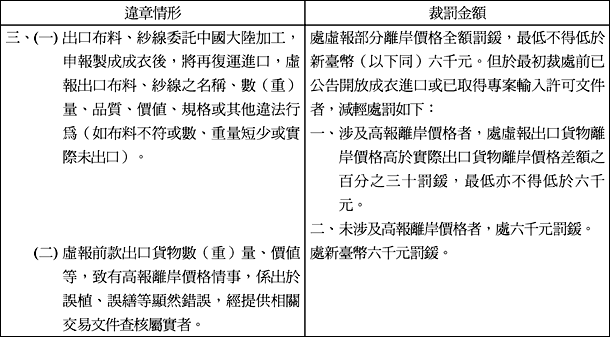 違章情形
裁罰金額
三、(一) 出口布料、紗線委託中國大陸加工，
申報製成成衣後，將再復運進口，虛
報出口布料、紗線之名稱、數（重）
量、品質、價值、規格或其他違法行
為（如布料不符或數、重量短少或實
際未出口）。
處虛報部分離岸價格全額罰鍰，最低不得低於
新臺幣（以下同）六千元。但於最初裁處前已
公告開放成衣進口或已取得專案輸入許可文件
者，減輕處罰如下：
一、涉及高報離岸價格者，處虛報出口貨物離
岸價格高於實際出口貨物離岸價格差額之
百分之三十罰鍰，最低亦不得低於六千
元。
二、未涉及高報離岸價格者，處六千元罰鍰。
(二) 虛報前款出口貨物數（重）量、價值
等，致有高報離岸價格情事，係出於
誤植、誤繕等顯然錯誤，經提供相關
交易文件查核屬實者。
處新臺幣六千元罰鍰。